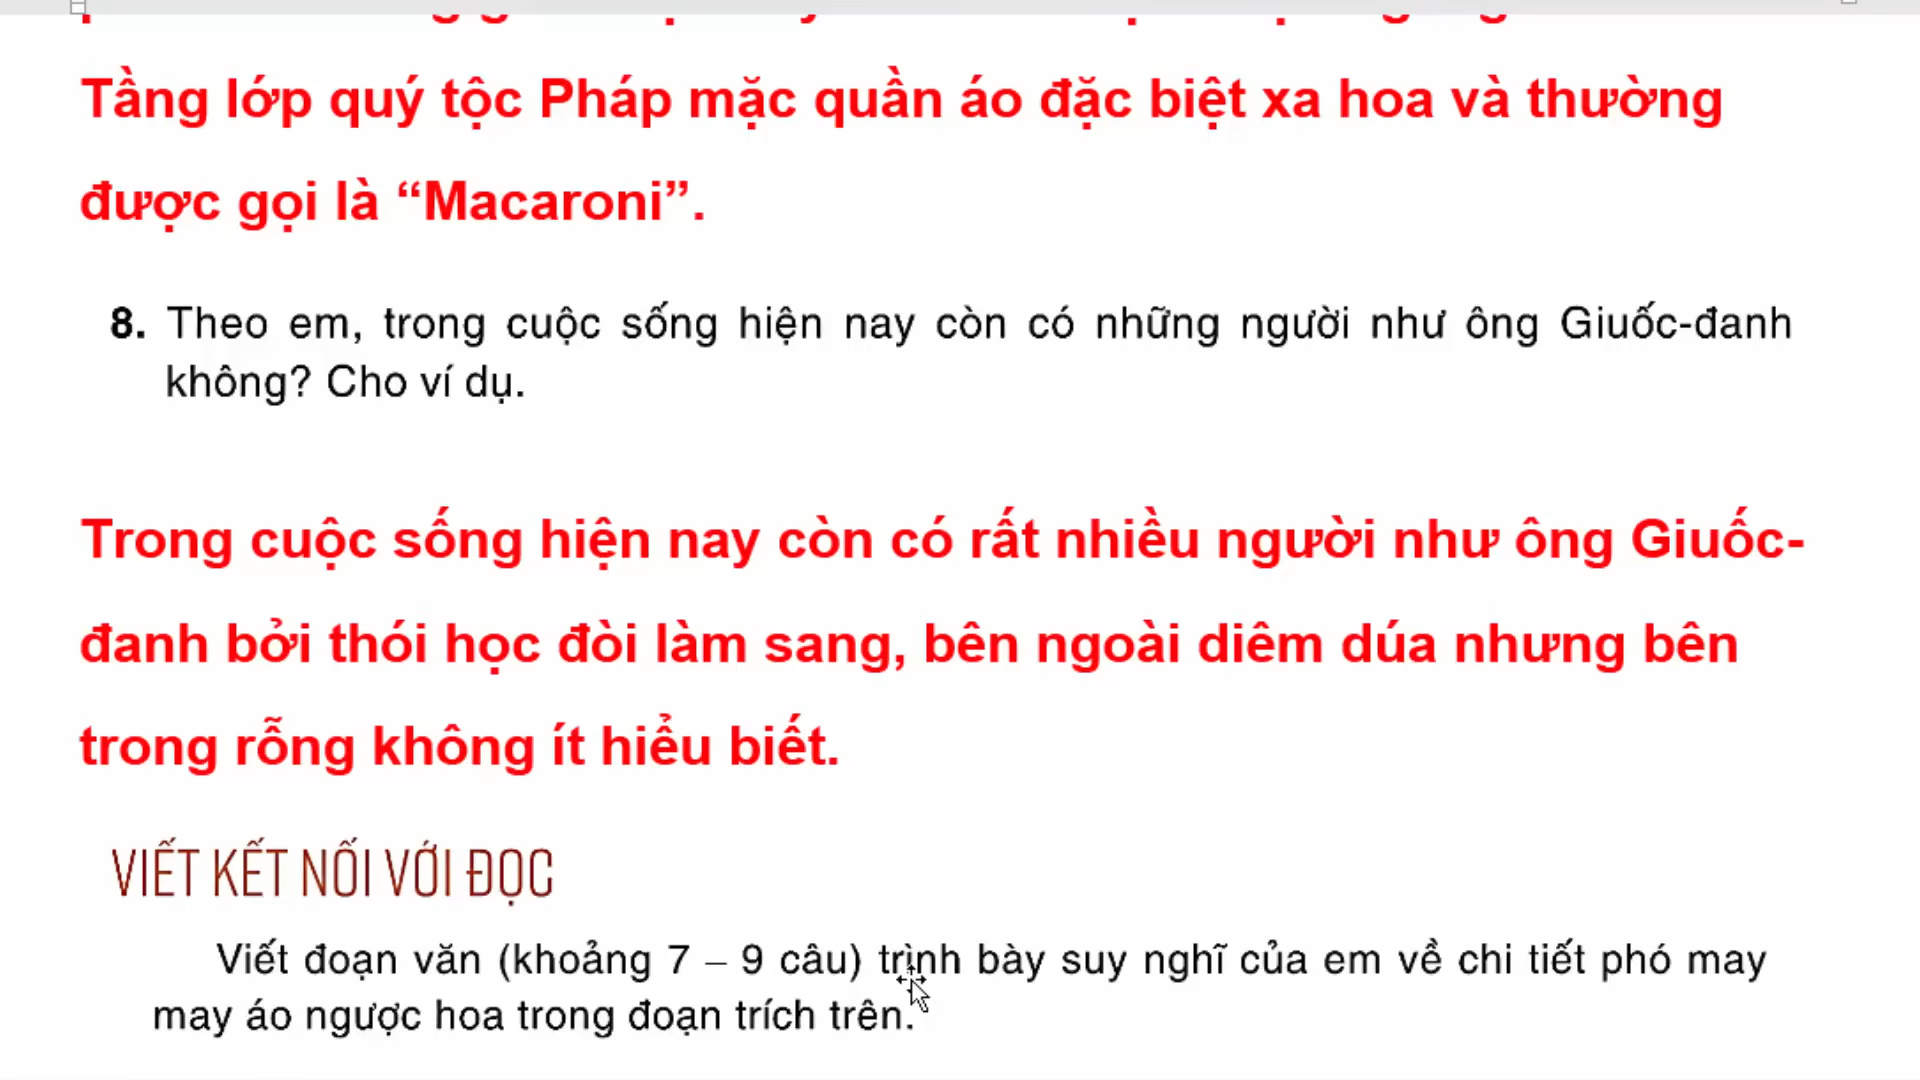 Tầng lớp quý tộc Pháp mặc quần áo đặc biệt xa hoa và thường
được gọi là “Macaroni”.
8. Theo em, trong cuộc sống hiện nay còn có những người như ông Giuốc-đanh
không? Cho ví dụ.
Trong cuộc sống hiện nay còn có rất nhiều người như ông Giuốc-
đanh bởi thói học đòi làm sang, bên ngoài diêm dúa nhưng bên
trong rỗng không ít hiểu biết.
VIẾT KẾT NỐI VỚI ĐỌC
Viết đoạn văn (khoảng 7 – 9 câu) trình bày suy nghĩ của em về chi tiết phó may
may áo ngược hoa trong đoạn trích trên.